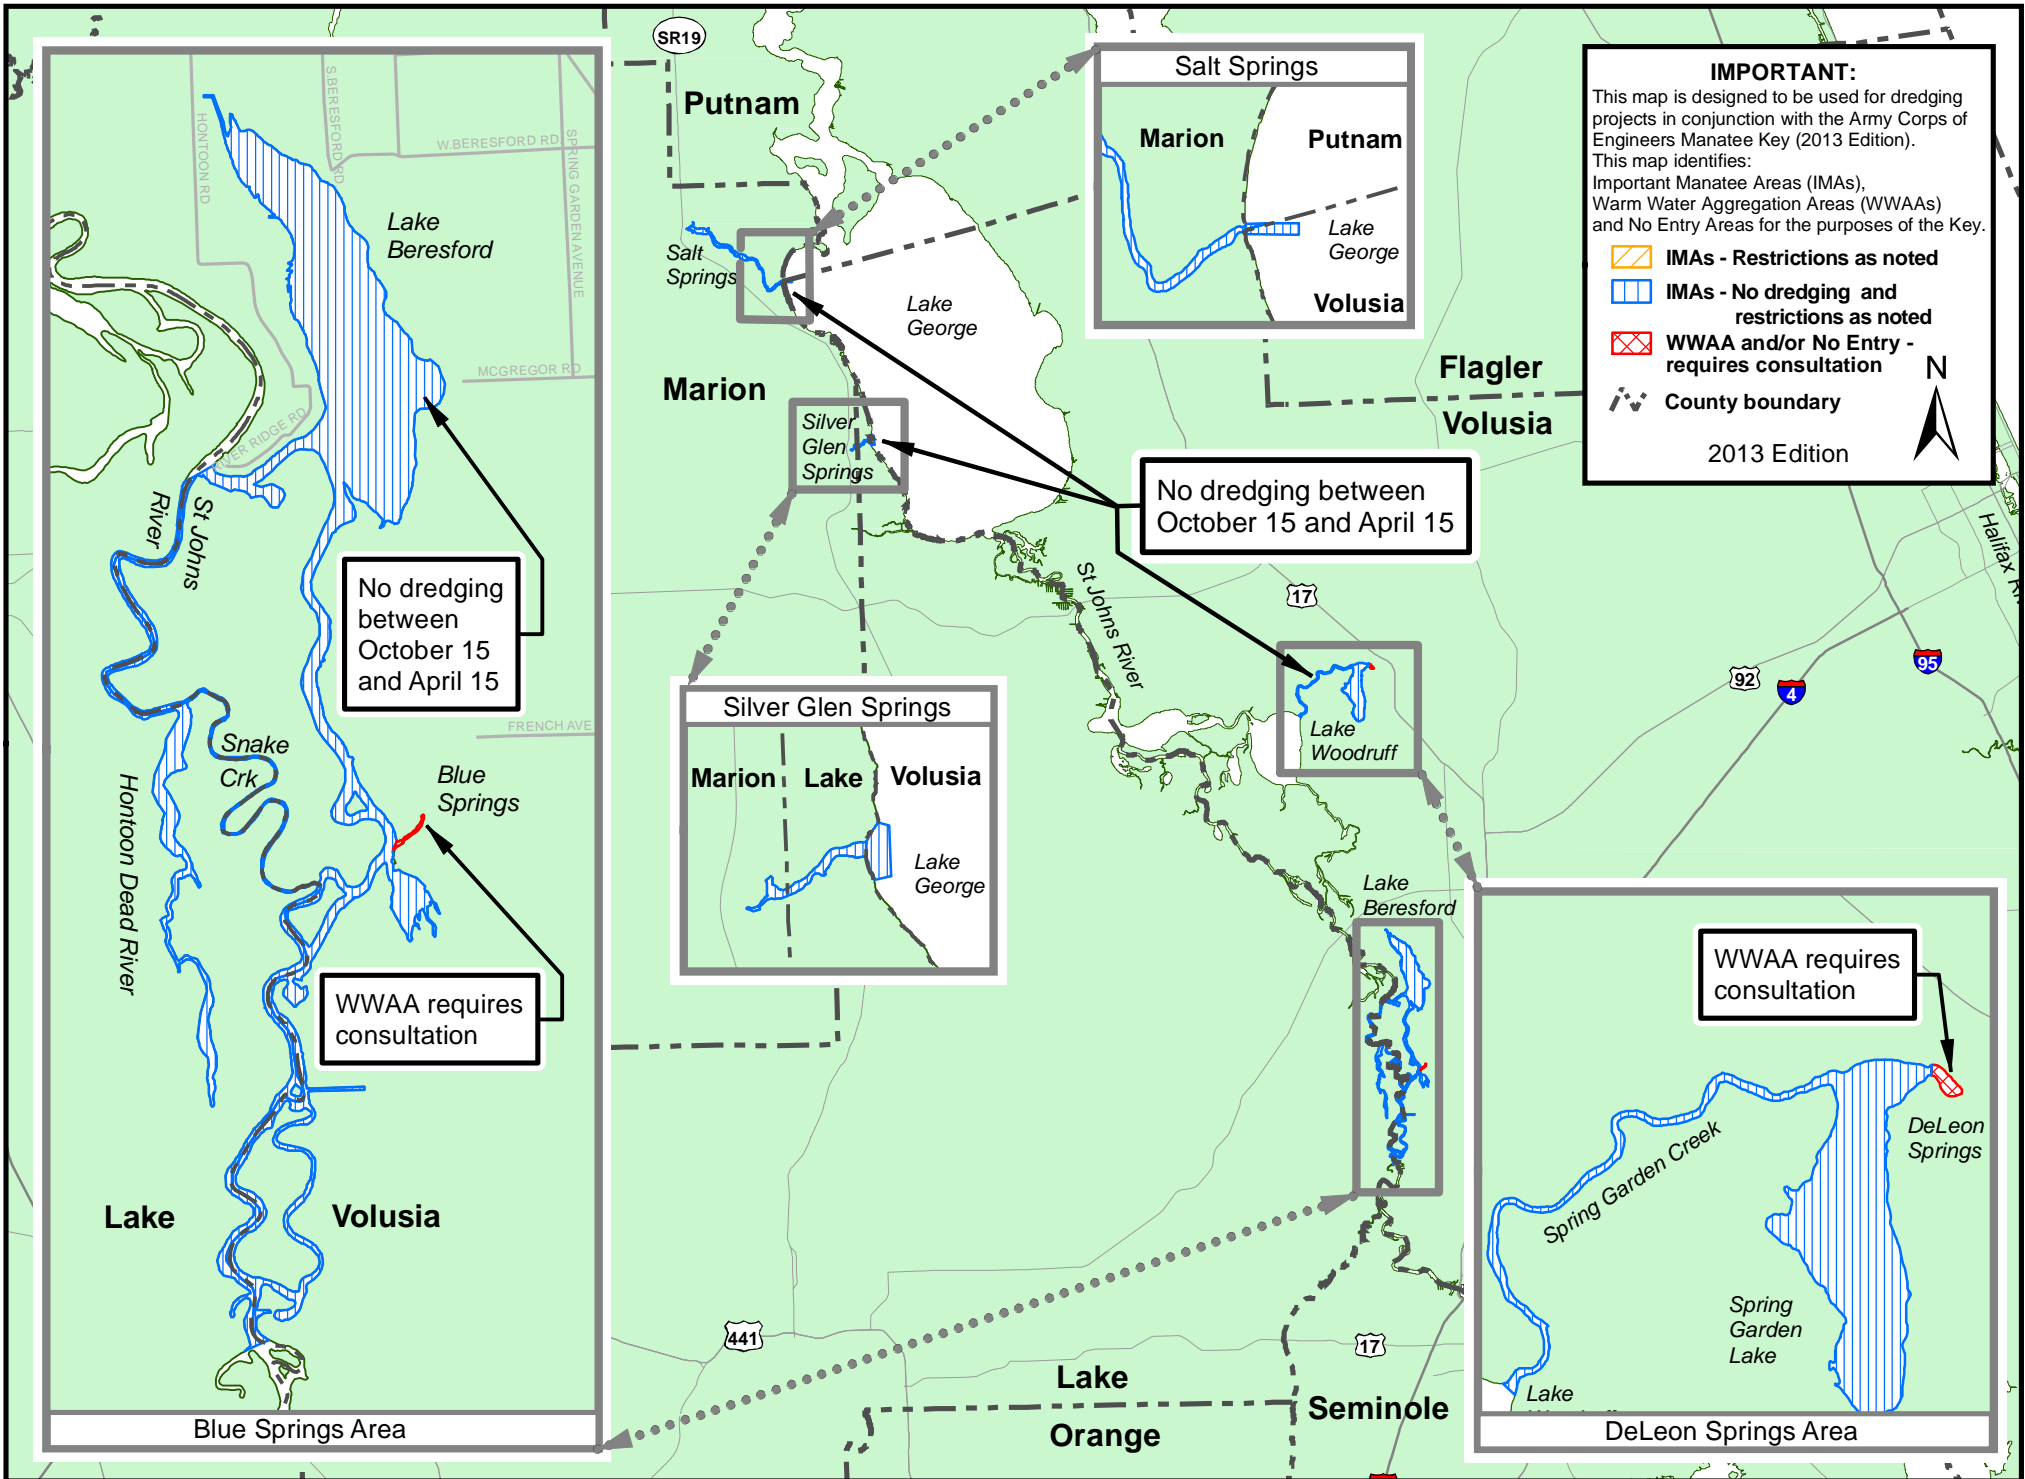 SR19
Putnam
Salt
Springs
Lake
George
Marion
Silver
Glen
Springs
Flagler
Volusia
No dredging between
October 15 and April 15
St Johns River
17
92
4
95
Halifax
Lake
Woodruff
Lake
Beresford
441
17
Lake
Orange
Seminole
HONTOON RD
S.BERESFORD RD
W.BERESFORD RD
SPRING GARDEN AVENUE
Lake
Beresford
MCGREGOR RD
RIVER RIDGE RD
St Johns
River
No dredging
between
October 15
and April 15
FRENCH AVE
Snake
Crk
Blue
Springs
Hontoon Dead River
WWAA requires
consultation
Lake
Volusia
Blue Springs Area
Salt Springs
Marion
Putnam
Lake
George
Volusia
IMPORTANT:
This map is designed to be used for dredging
projects in conjunction with the Army Corps of
Engineers Manatee Key (2013 Edition).
This map identifies:
Important Manatee Areas (IMAs),
Warm Water Aggregation Areas (WWAAs)
and No Entry Areas for the purposes of the Key.
IMAs - Restrictions as noted
IMAs - No dredging and
restrictions as noted
WWAA and/or No Entry -
requires consultation
County boundary
N
2013 Edition
Silver Glen Springs
Marion
Lake
Volusia
Lake
George
WWAA requires
consultation
DeLeon
Springs
Spring Garden Creek
Spring
Garden
Lake
Lake
DeLeon Springs Area